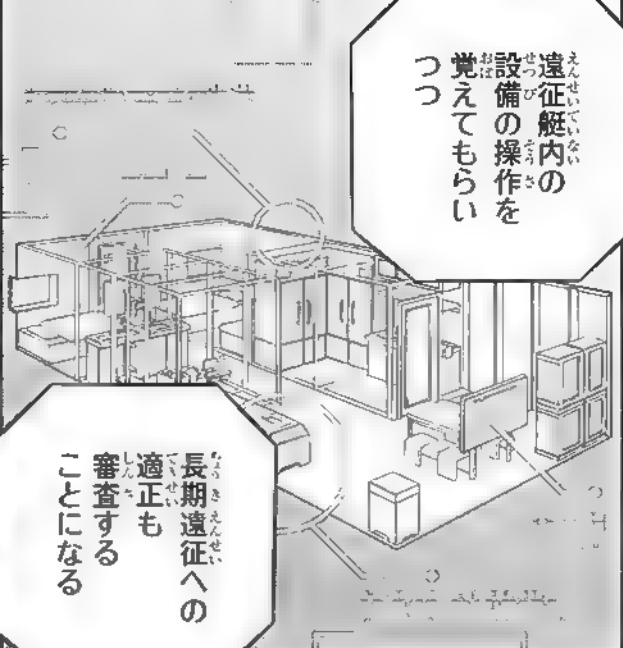 遠征艇内の
設備の操作を
覚えてもらい
つつ
長期遠征への
適正も
審査する
ことになる